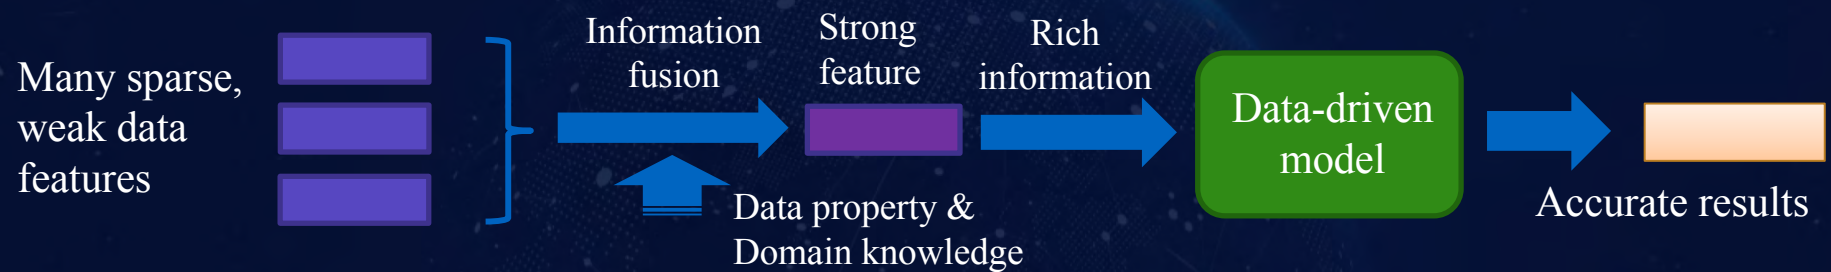 Many sparse,
weak data
features
Information
fusion
Data property &
Domain knowledge
Strong
feature
Rich
information
Data-driven
model
Accurate results